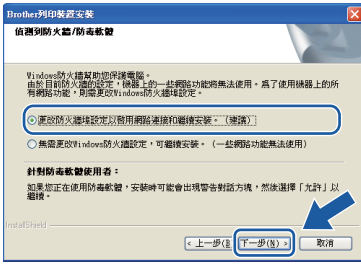 Brother列印裝置安裝
偵測到防火牆/防毒軟體
Windows防火牆幫助您保護電腦。
由於目前防火牆的設定，機器上的一些網路功能將無法使用。為了使用機器上的所
有網路功能，則需更改Windows防火牆設定。
更改防火牆埠設定以啟用網路連接和繼續安裝。（建議）
無需更改Windows防火牆設定，可繼續安裝。（一些網路功能無法使用）
針對防毒軟體使用者：
如果您正在使用防毒軟體，安裝時可能會出現警告對話方塊，然後選擇「允許」以
繼續。
InstallShield
< 上一步(B 下一步(N) > 取消